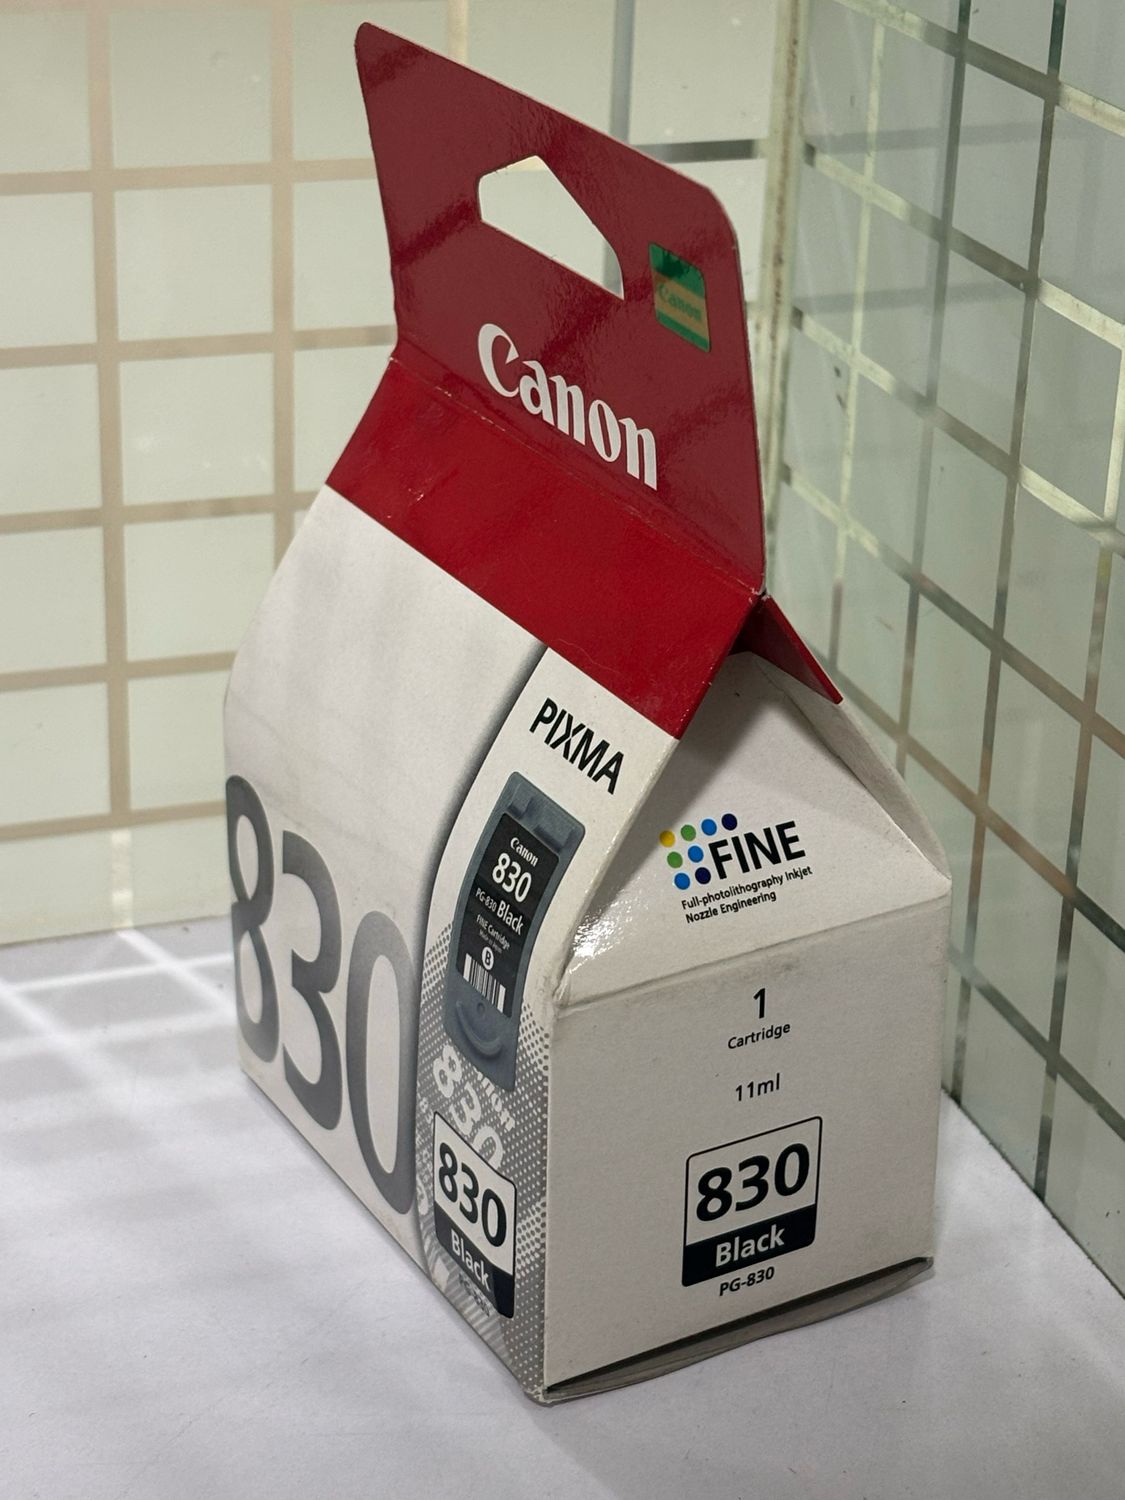 Canon
Canon
PIXMA
Canon
830
PG-830 Black
FINE Cartridge
B
830
830
830
Black
FINE
Full-photolithography Inkjet
Nozzle Engineering
1
Cartridge
11ml
830
Black
PG-830